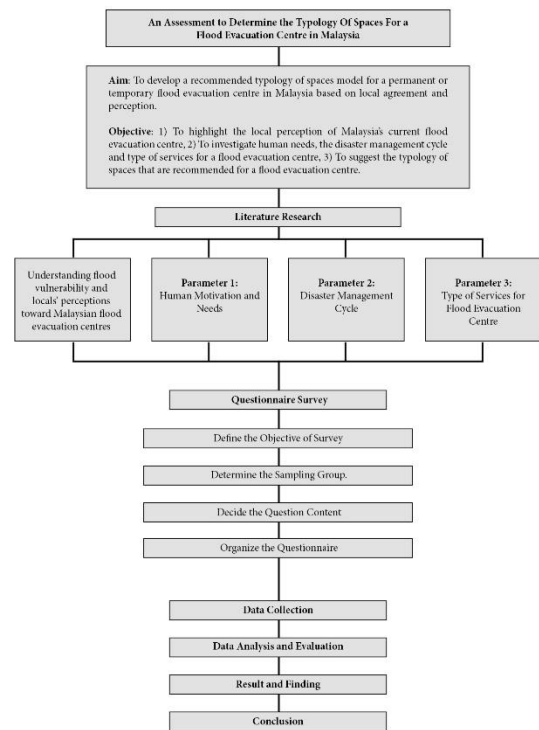 An Assessment to Determine the Typology Of Spaces For a
Flood Evacuation Centre in Malaysia
Aim: To develop a recommended typology of spaces model for a permanent or
temporary flood evacuation centre in Malaysia based on local agreement and
perception.
Objective: 1) To highlight the local perception of Malaysia's current flood
evacuation centre, 2) To investigate human needs, the disaster management cycle
and type of services for a flood evacuation centre, 3) To suggest the typology of
spaces that are recommended for a flood evacuation centre.
Literature Research
Understanding flood
vulnerability and
locals' perceptions
toward Malaysian flood
evacuation centres
Parameter 1:
Human Motivation and
Needs
Parameter 2:
Disaster Management
Cycle
Parameter 3:
Type of Services for
Flood Evacuation
Centre
Questionnaire Survey
Define the Objective of Survey
Determine the Sampling Group.
Decide the Question Content
Organize the Questionnaire
Data Collection
Data Analysis and Evaluation
Result and Finding
Conclusion